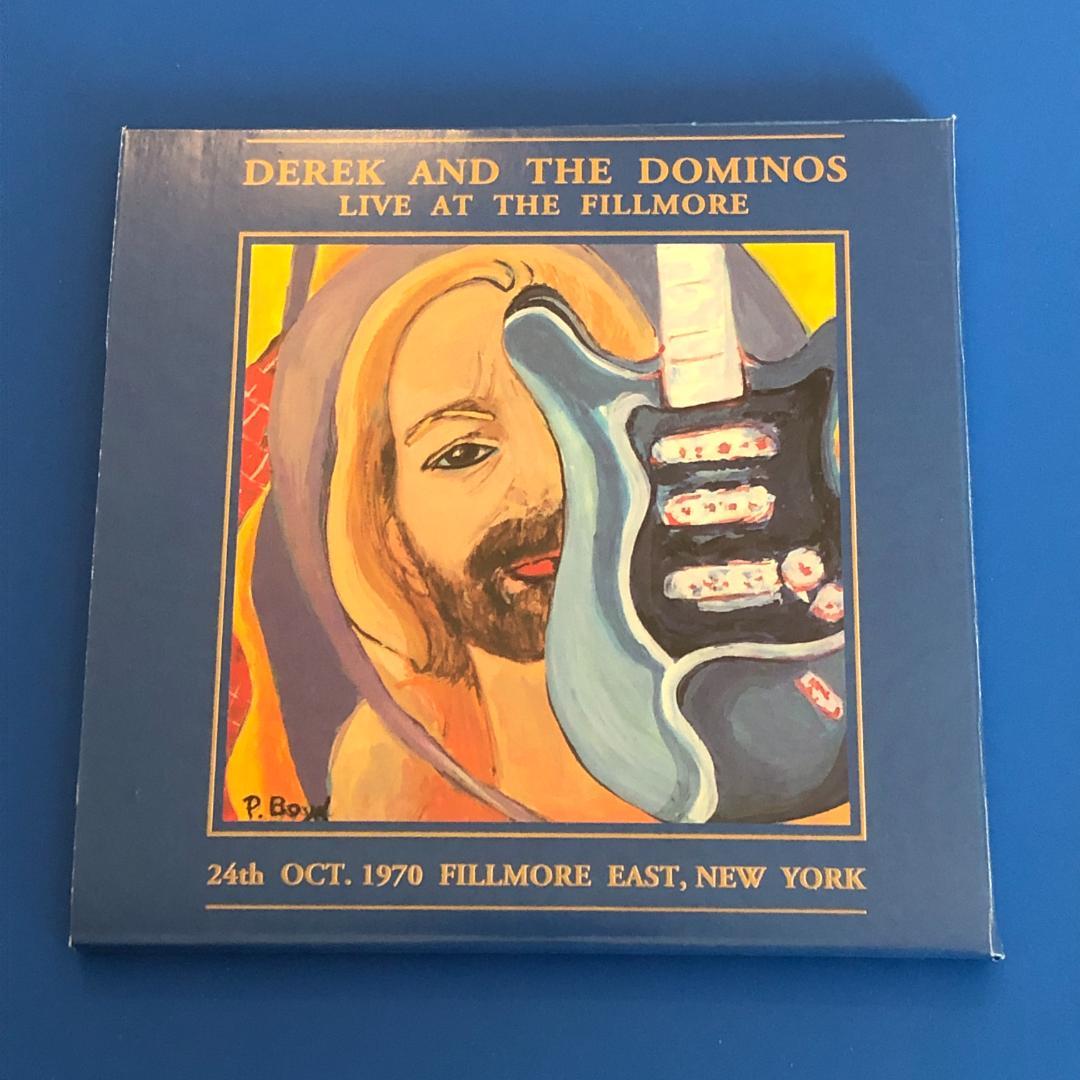 DEREK AND THE DOMINOS
LIVE AT THE FILLMORE
P. Boyd
24th OCT. 1970 FILLMORE EAST, NEW YORK